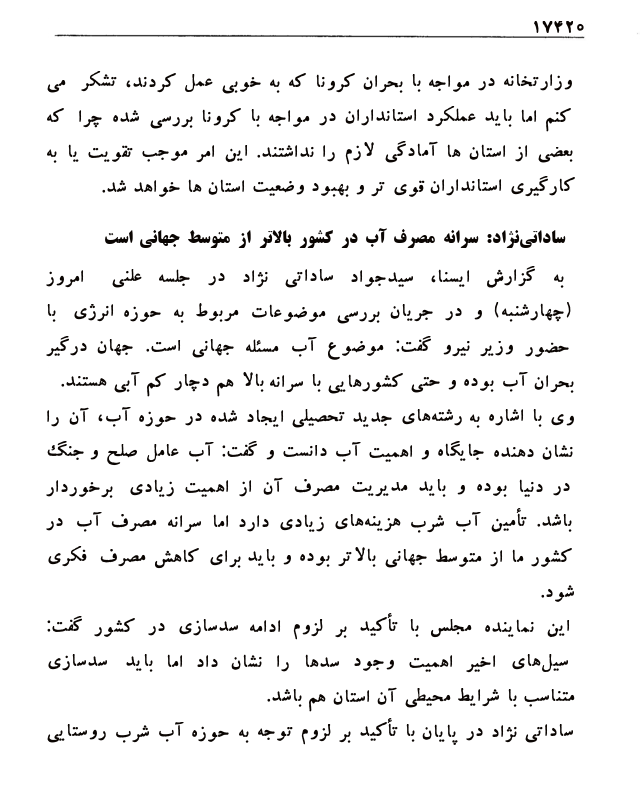 ۱۷۴۲۰
وزارتخانه در مواجه با بحران کرونا که به خوبی عمل کردند، تشکر می
کنم اما باید عملکرد استانداران در مواجه با کرونا بررسی شده چرا که
بعضی از استان ها آمادگی لازم را نداشتند. این امر موجب تقویت یا به
کارگیری استانداران قوی تر و بهبود وضعیت استان ها خواهد شد.
ساداتی‌نژاد: سرانه مصرف آب در کشور بالاتر از متوسط جهانی است
به گزارش ایسنا، سیدجواد ساداتی نژاد در جلسه علنی امروز
(چهارشنبه) و در جریان بررسی موضوعات مربوط به حوزه انرژی با
حضور وزیر نیرو گفت: موضوع آب مسئله جهانی است. جهان درگیر
بحران آب بوده و حتی کشورهایی با سرانه بالا هم دچار کم آبی هستند.
وی با اشاره به رشته‌های جدید تحصیلی ایجاد شده در حوزه آب، آن را
نشان دهنده جایگاه و اهمیت آب دانست و گفت: آب عامل صلح و جنگ
در دنیا بوده و باید مدیریت مصرف آن از اهمیت زیادی برخوردار
باشد. تأمین آب شرب هزینه‌های زیادی دارد اما سرانه مصرف آب در
کشور ما از متوسط جهانی بالاتر بوده و باید برای کاهش مصرف فکری
شود.
این نماینده مجلس با تأکید بر لزوم ادامه سدسازی در کشور گفت:
سیل‌های اخیر اهمیت وجود سدها را نشان داد اما باید سدسازی
متناسب با شرایط محیطی آن استان هم باشد.
ساداتی نژاد در پایان با تأکید بر لزوم توجه به حوزه آب شرب روستایی